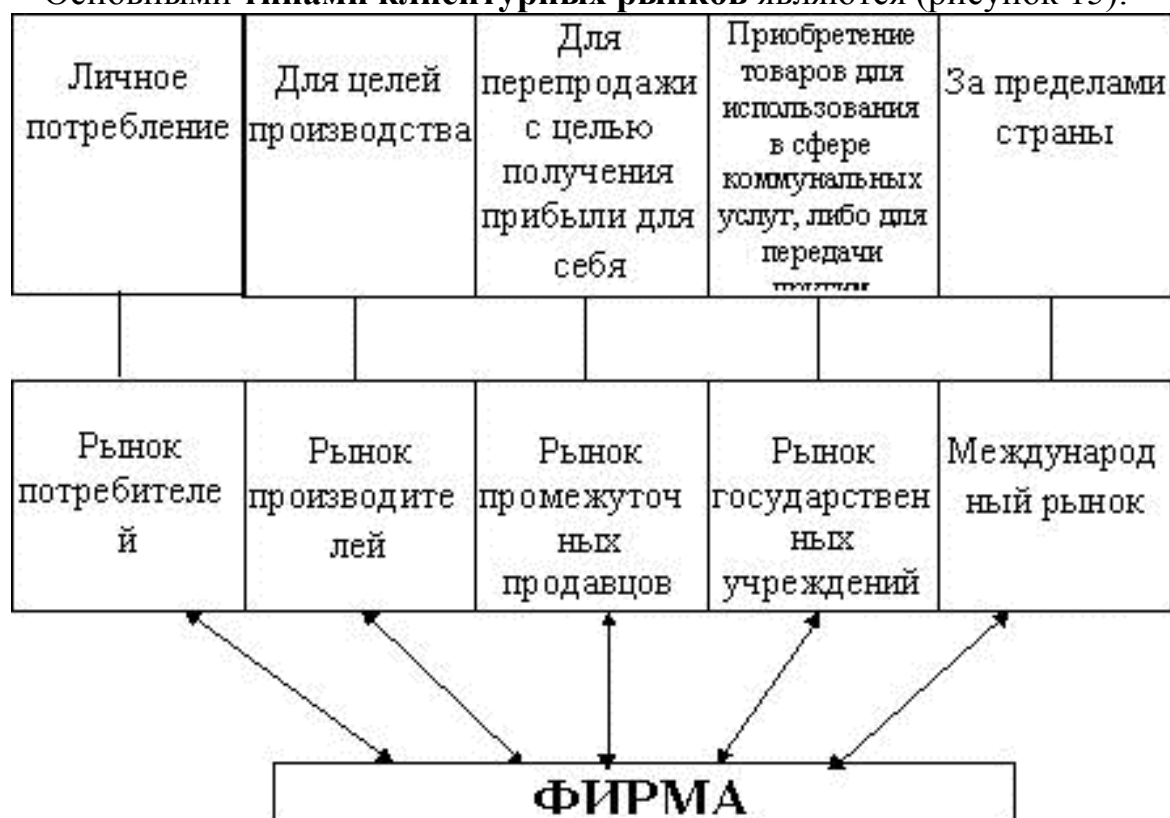 Основными типами клиентурных рынков являются (рисунок 15):
Личное
потребление
Для целей
производства
Для
перепродажи
с целью
получения
прибыли для
себя
Приобретение
товаров для
использования
в сфере
коммунальных
услуг, либо для
передачи
другим
За пределами
страны
Рынок
потребителе
й
Рынок
производите
лей
Рынок
промежуточ
ных
продавцов
Рынок
государствен
ных
учреждений
Международ
ный рынок
ФИРМА